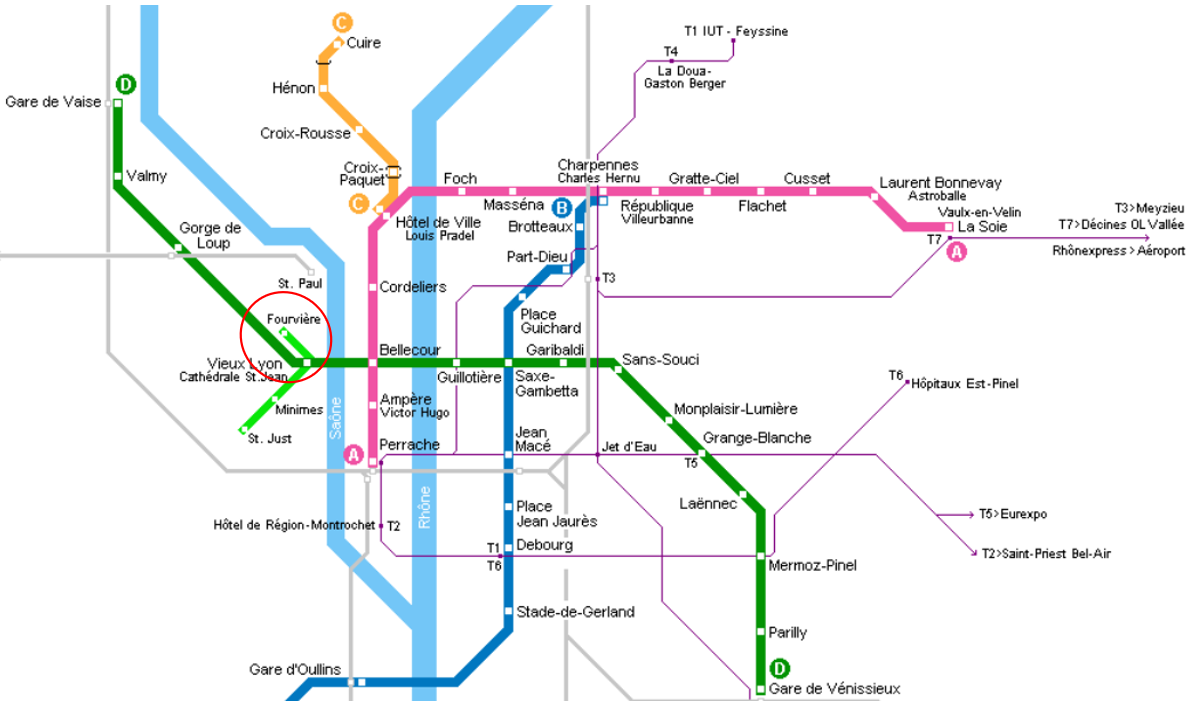 T1 IUT - Feyssine
C
Cuire
T4
La Doua-
Gaston Berger
D
Gare de Vaise
Hénon
Croix-Rousse
Valmy
Croix-
Paquet
Foch
Masséna
Charpennes
Charles Hernu
Gratte-Ciel
Cusset
Flachet
Laurent Bonnevay
Astroballe
C
B
République
Villeurbanne
Vaulx-en-Velin
La Soie
T3>Meyzieu
T7>Décines OL Vallée
Rhônexpress>Aéroport
T7
A
Hôtel de Ville
Louis Pradel
Brotteaux
Gorge de
Loup
Part-Dieu
T3
St. Paul
Cordeliers
Place
Guichard
Fourvière
Vieux Lyon
Cathédrale St.Jean
Bellecour
Guillotière
Garibaldi
Saxe-
Gambetta
Sans-Souci
T6
Hôpitaux Est-Pinel
Minimes
St. Just
Saône
Ampère
Victor Hugo
Monplaisir-Lumière
Perrache
A
Jean
Macé
Jet d'Eau
Grange-Blanche
T5
Laënnec
Rhône
Place
Jean Jaurès
Hôtel de Région-Montrochet
T2
T5>Eurexpo
T1
T6
Debourg
T2>Saint-Priest Bel-Air
Mermoz-Pinel
Stade-de-Gerland
Parilly
Gare d'Oullins
D
Gare de Vénissieux